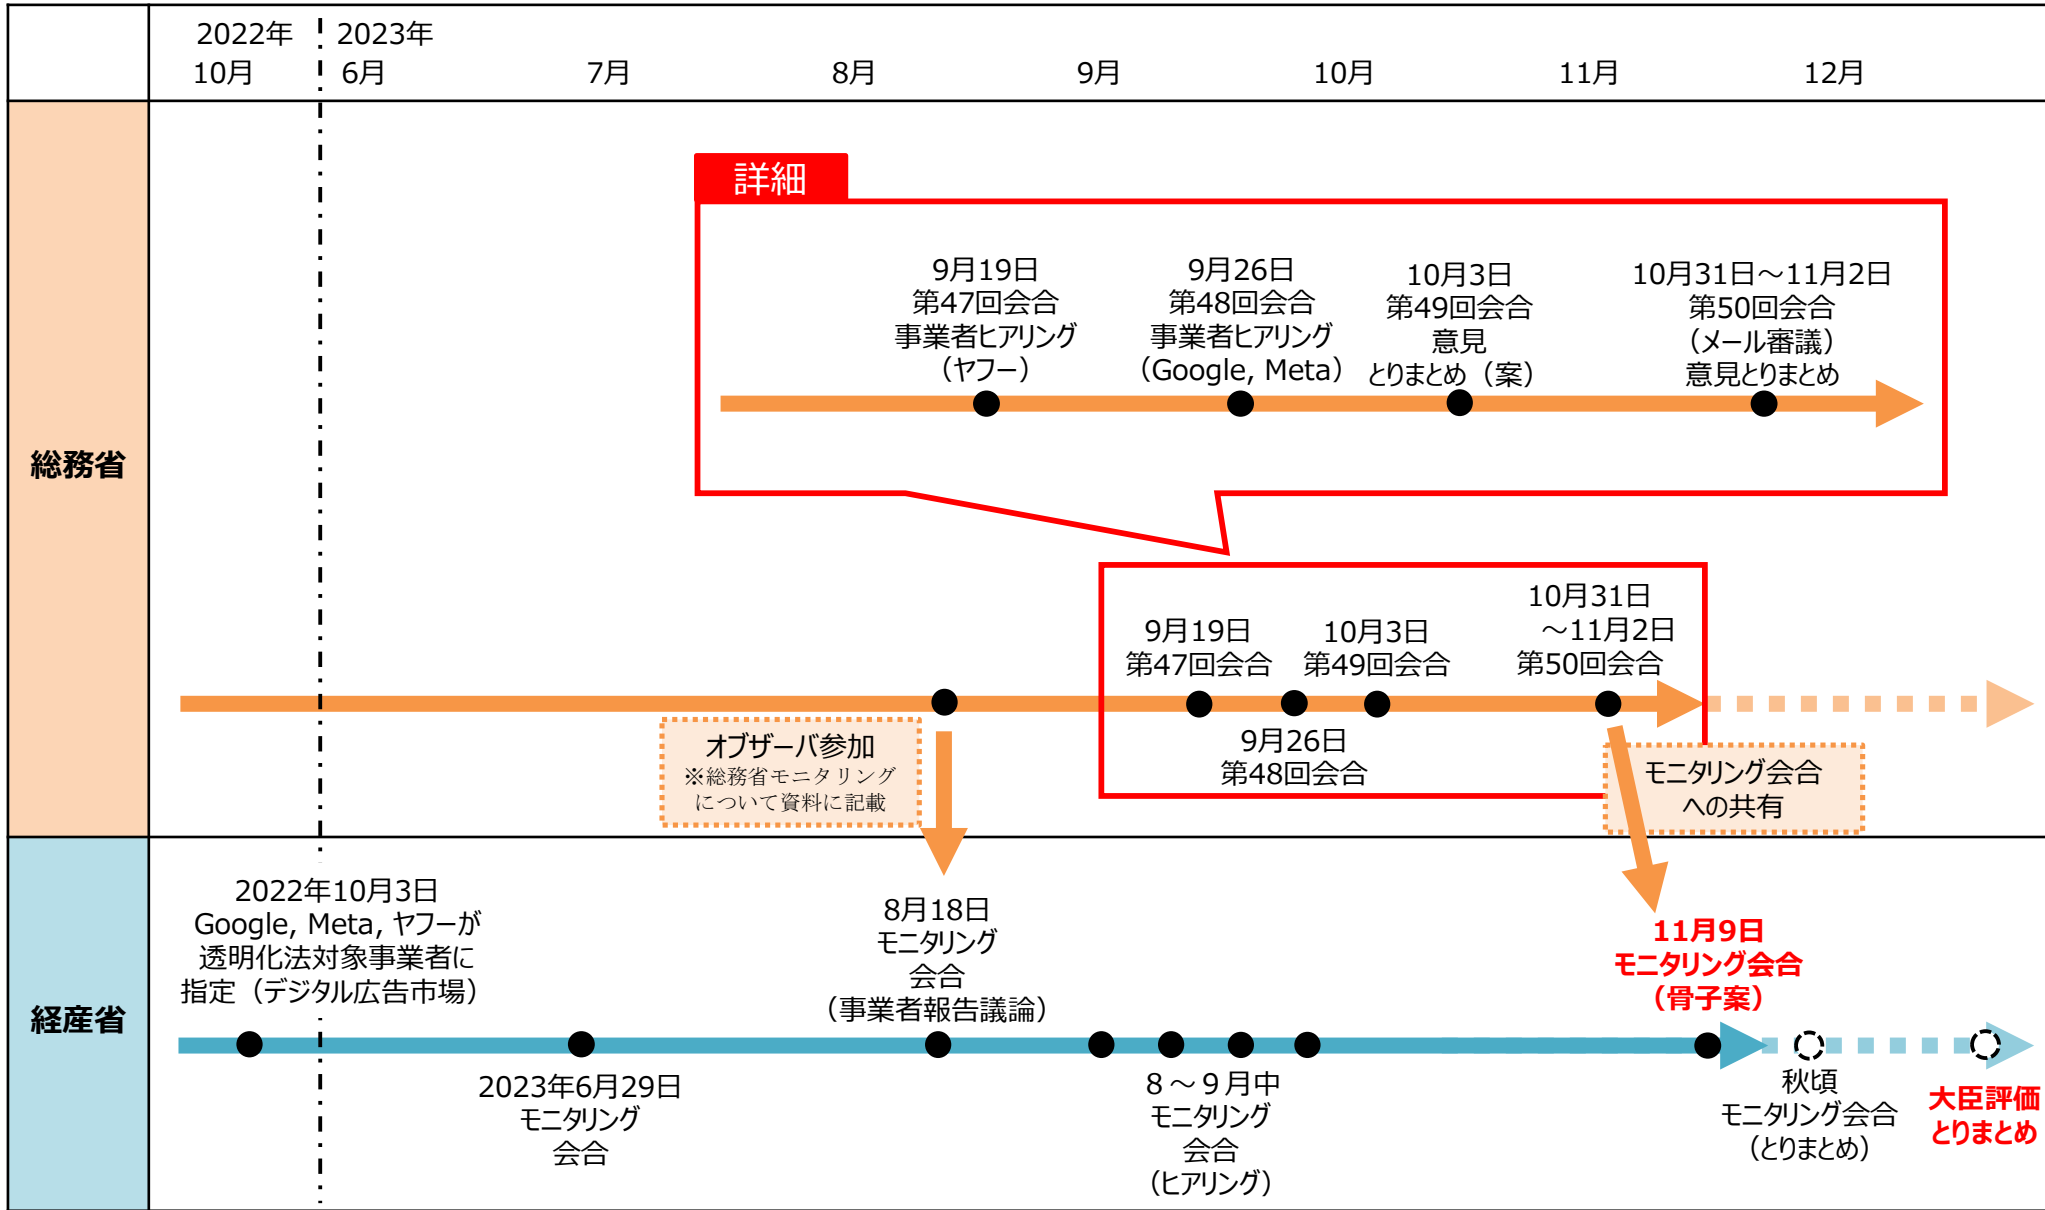 2022年
2023年
10月
6月
7月
8月
9月
10月
11月
12月
総務省
詳細
9月19日
第47回会合
事業者ヒアリング
（ヤフー）
9月26日
第48回会合
事業者ヒアリング
（Google, Meta）
10月3日
第49回会合
意見
とりまとめ（案）
10月31日～11月2日
第50回会合
（メール審議）
意見とりまとめ
9月19日
第47回会合
10月3日
第49回会合
10月31日
～11月2日
第50回会合
9月26日
第48回会合
オブザーバ参加
※総務省モニタリング
について資料に記載
モニタリング会合
への共有
経産省
2022年10月3日
Google, Meta, ヤフーが
透明化法対象事業者に
指定（デジタル広告市場）
2023年6月29日
モニタリング
会合
8月18日
モニタリング
会合
（事業者報告議論）
８～９月中
モニタリング
会合
（ヒアリング）
11月9日
モニタリング会合
（骨子案）
秋頃
モニタリング会合
（とりまとめ）
大臣評価
とりまとめ